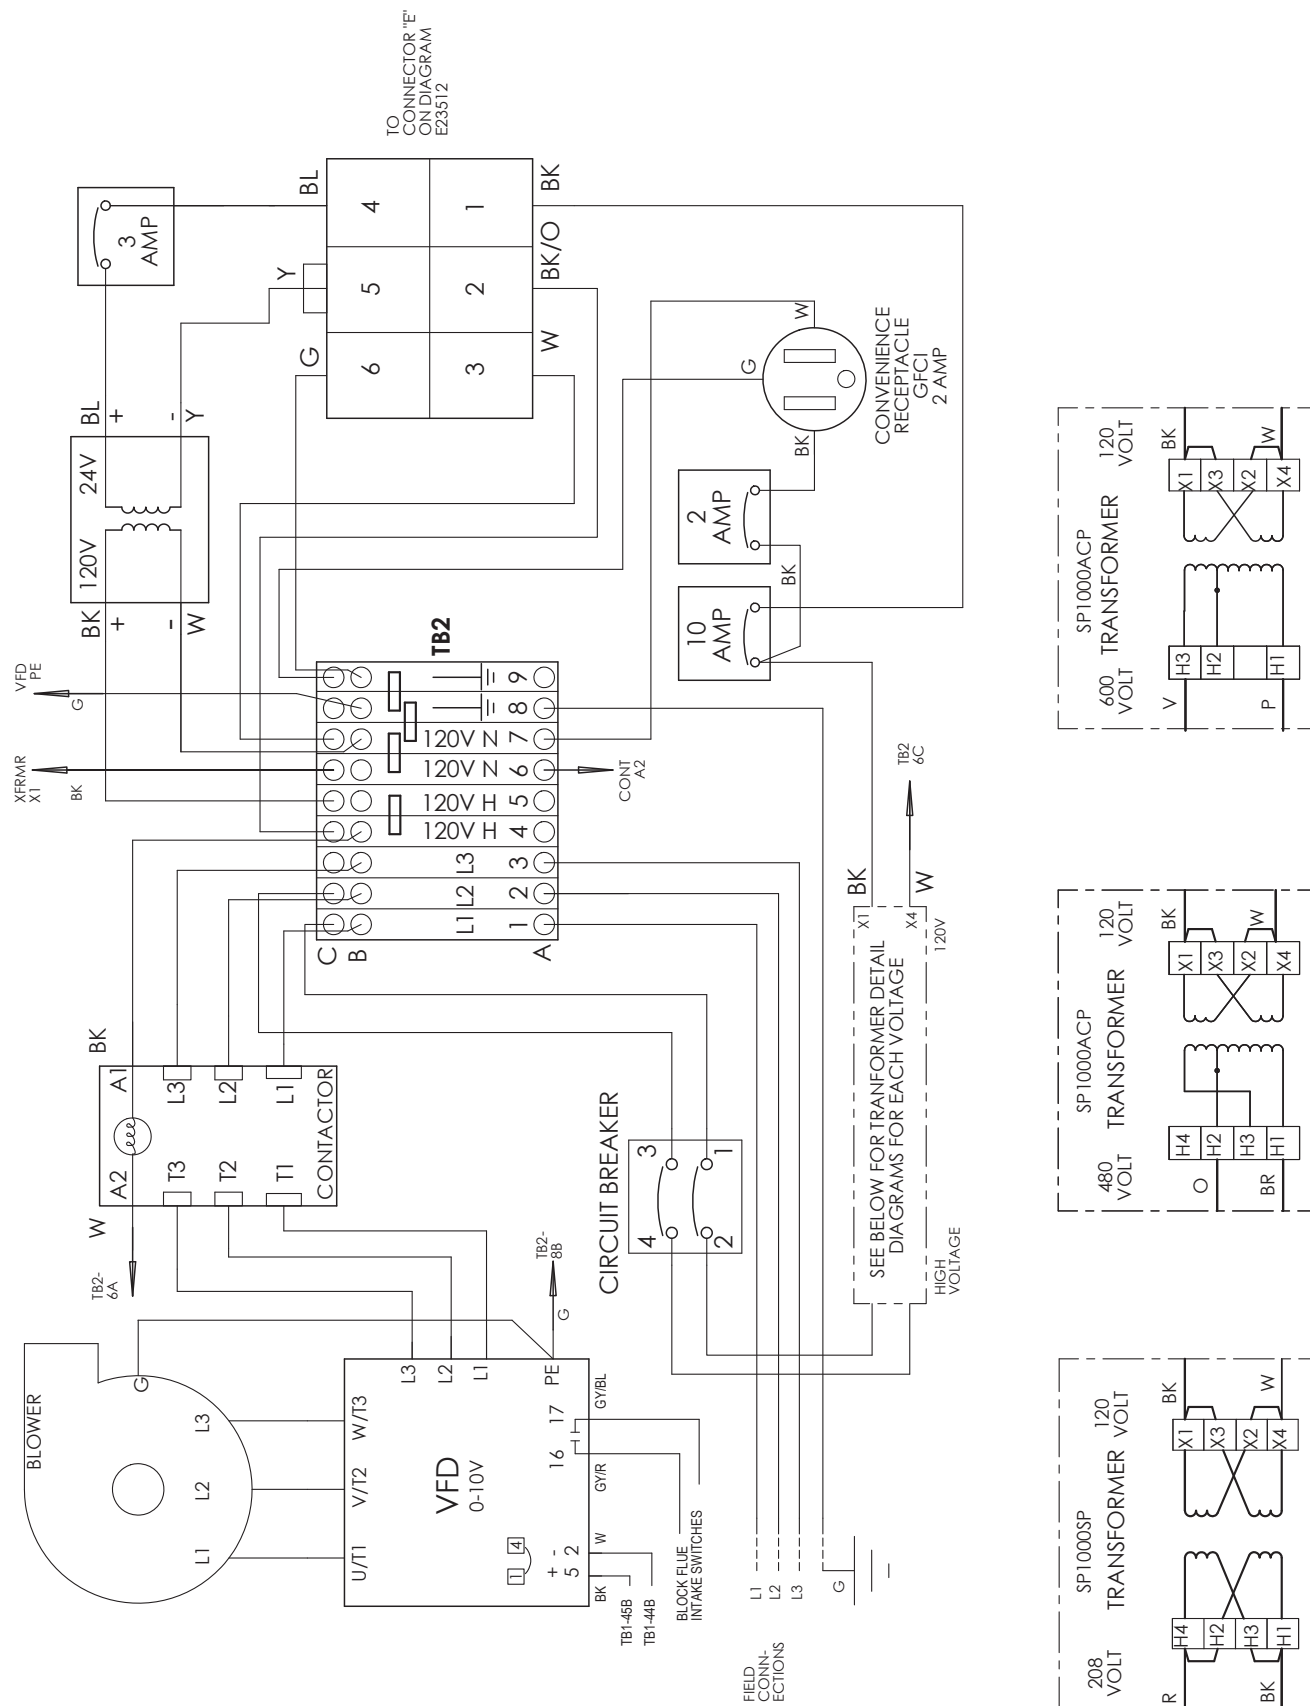 TO
CONNECTOR "E"
ON DIAGRAM
E23512
3
AMP
BL
4
1
BK
Y
5
2
BK/O
G
6
3
W
BL
+
-
Y
24V
120V
BK
+
-
W
VFD
PE
G
XFRMR
X1
BK
TB2
9
8
120V N 7
120V N 6
120V H 5
120V H 4
L3 3
L2 2
L1 1
C
B
A
CONT
A2
W
G
BK
CONVENIENCE
RECEPTACLE
GFCI
2 AMP
2
AMP
10
AMP
BK
BK
A1
L3
L2
L1
A2
T3
T2
T1
CONTACTOR
W
TB2-
6A
CIRCUIT BREAKER
3
1
4
2
BK
X1
TB2
6C
W
X4
120V
SEE BELOW FOR TRANFORMER DETAIL
DIAGRAMS FOR EACH VOLTAGE
HIGH
VOLTAGE
BLOWER
G
L3
L2
L1
TB2-
8B
G
L3
L2
L1
PE
W/T3
V/T2
U/T1
VFD
0-10V
17
16
GY/BL
GY/R
1
4
+ -
5 2
BK
W
TB1-45B
TB1-44B
BLOCK FLUE
INTAKE SWITCHES
L1
L2
L3
G
FIELD
CONN-
ECTIONS
SP1000ACP
600
VOLT
TRANSFORMER
120
VOLT
V
P
H3
H2
H1
X1
X3
X2
X4
BK
W
SP1000ACP
480
VOLT
TRANSFORMER
120
VOLT
O
BR
H4
H2
H3
H1
X1
X3
X2
X4
BK
W
SP1000SP
208
VOLT
TRANSFORMER
120
VOLT
R
BK
H4
H2
H3
H1
X1
X3
X2
X4
BK
W